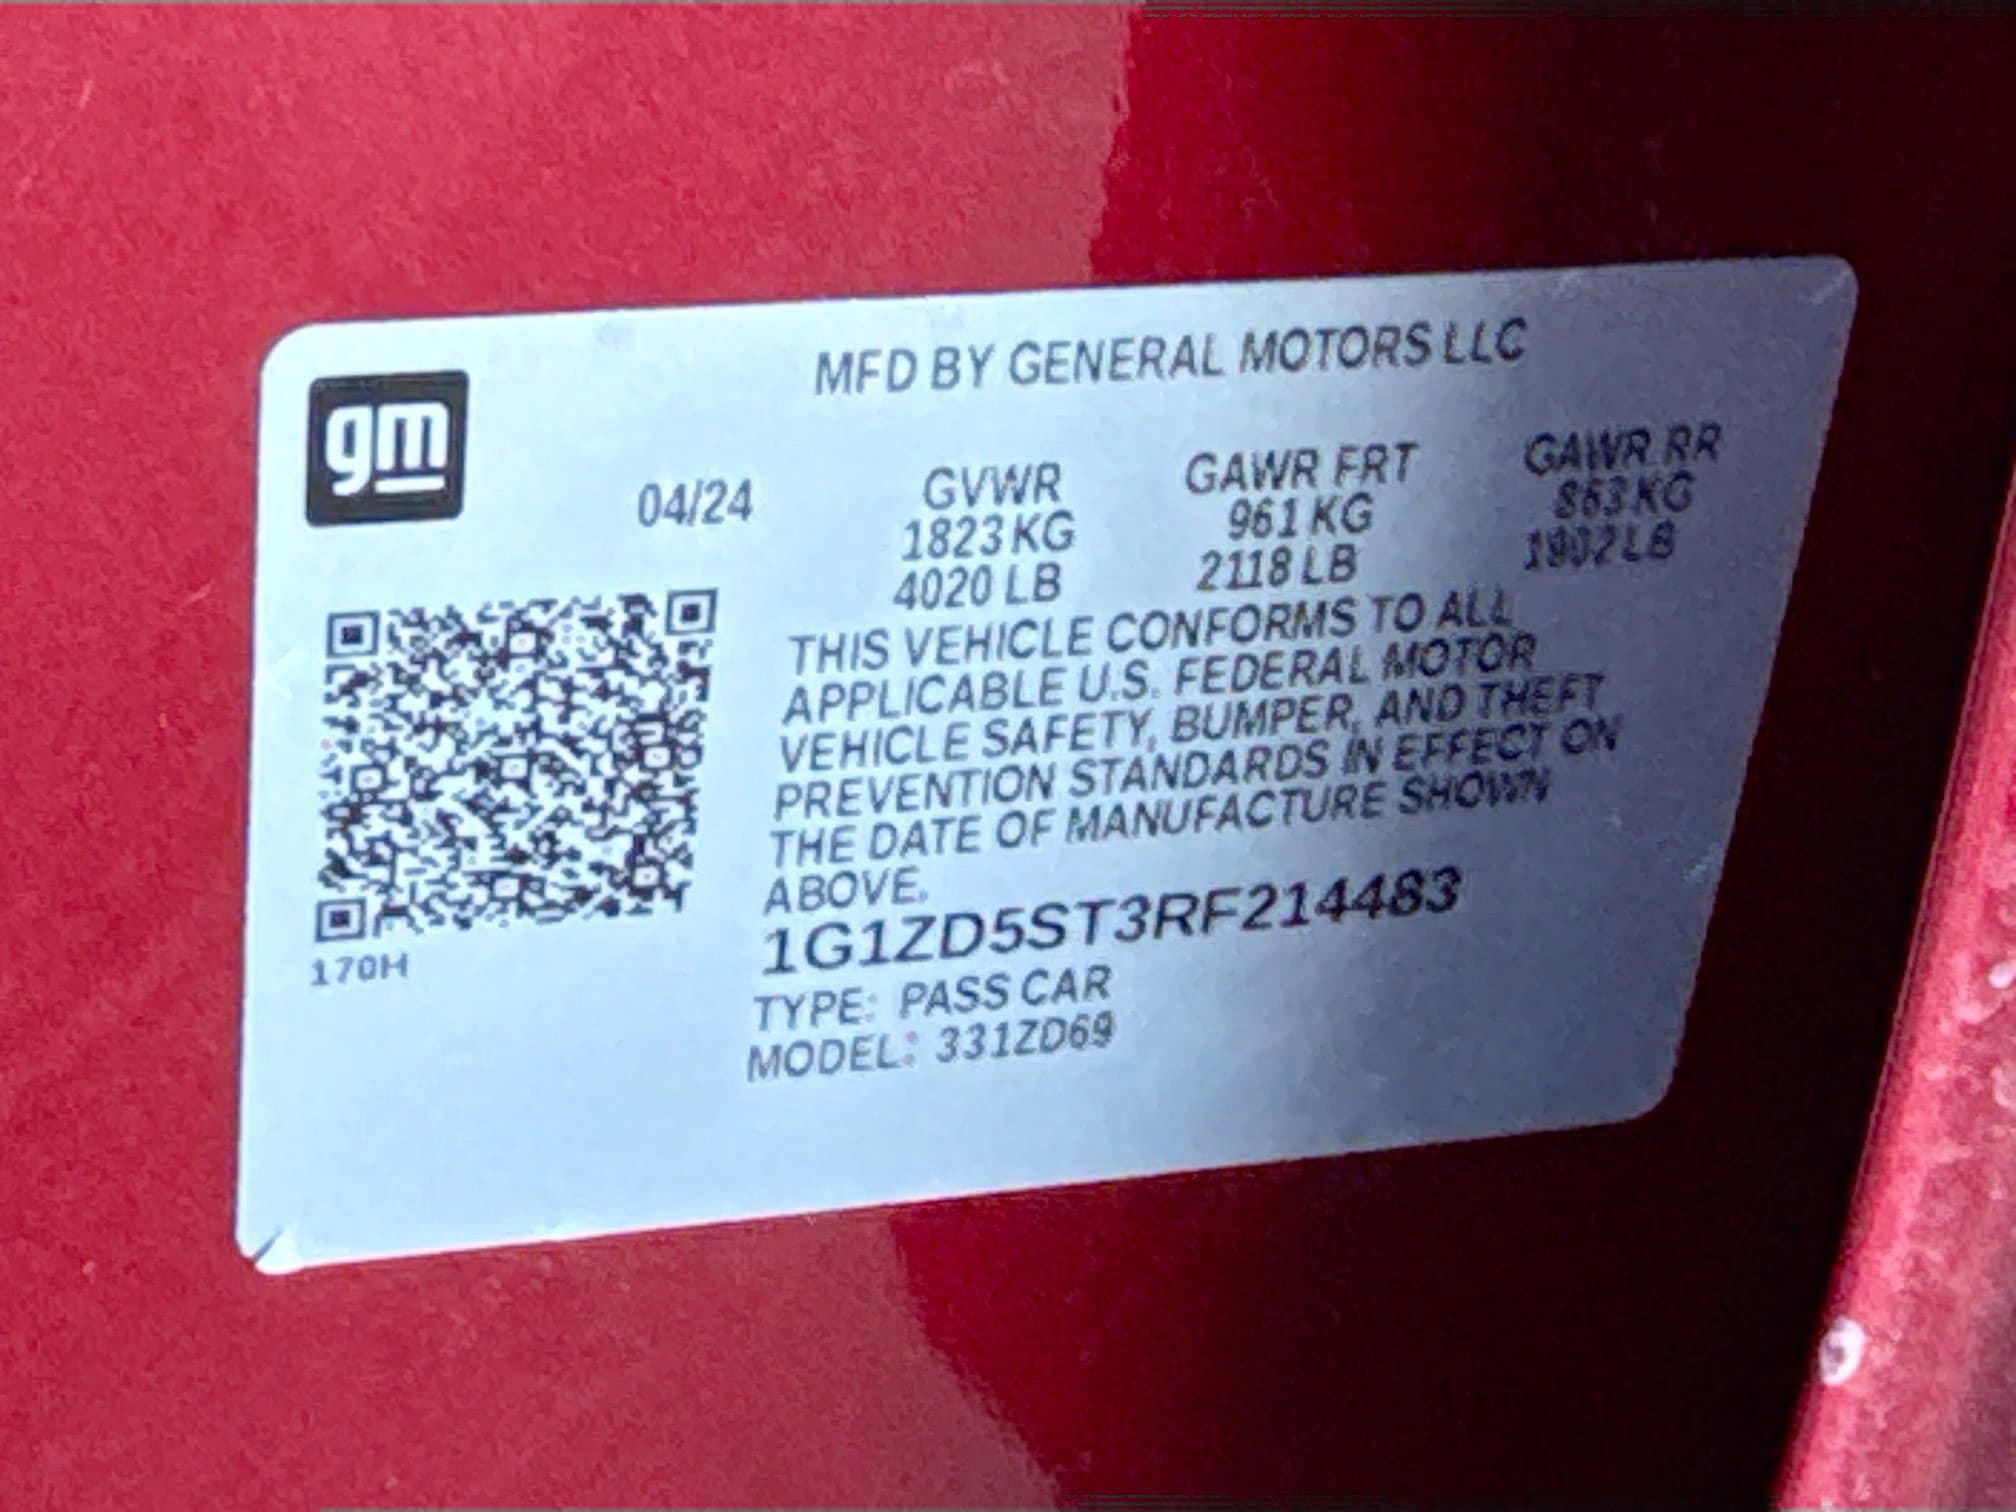 gm
MFD BY GENERAL MOTORS LLC
04/24
GVWR
1823 KG
4020 LB
GAWR FRT
961 KG
2118 LB
GAWR RR
863 KG
1902 LB
THIS VEHICLE CONFORMS TO ALL
APPLICABLE U.S. FEDERAL MOTOR
VEHICLE SAFETY, BUMPER, AND THEFT
PREVENTION STANDARDS IN EFFECT ON
THE DATE OF MANUFACTURE SHOWN
ABOVE.
1G1ZD5ST3RF214483
TYPE: PASS CAR
MODEL: 331ZD69
170H